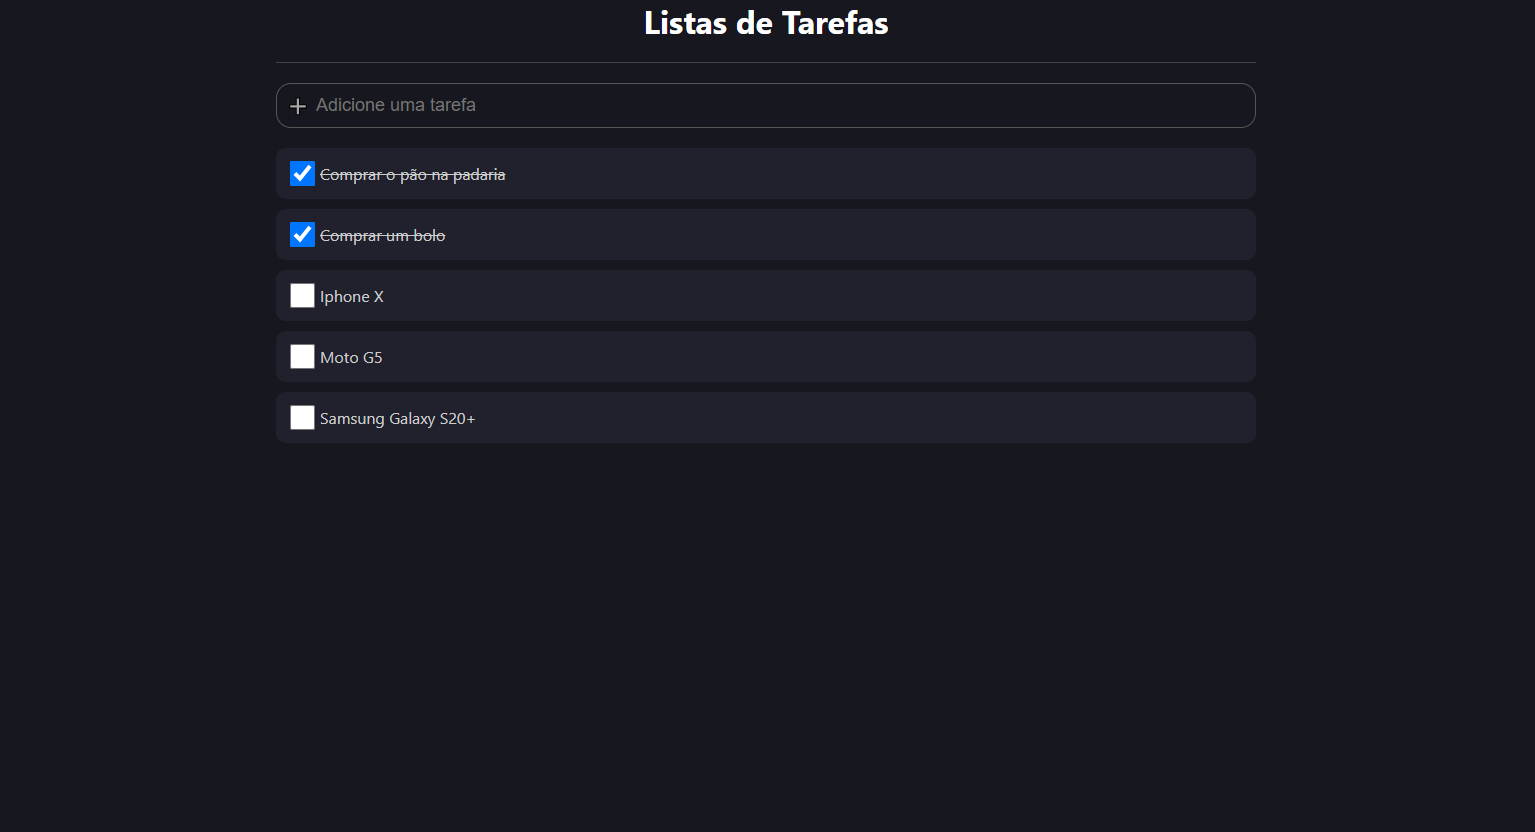 Listas de Tarefas
Adicione uma tarefa
Comprar o pão na padaria
Comprar um bolo
Iphone X
Moto G5
Samsung Galaxy S20+